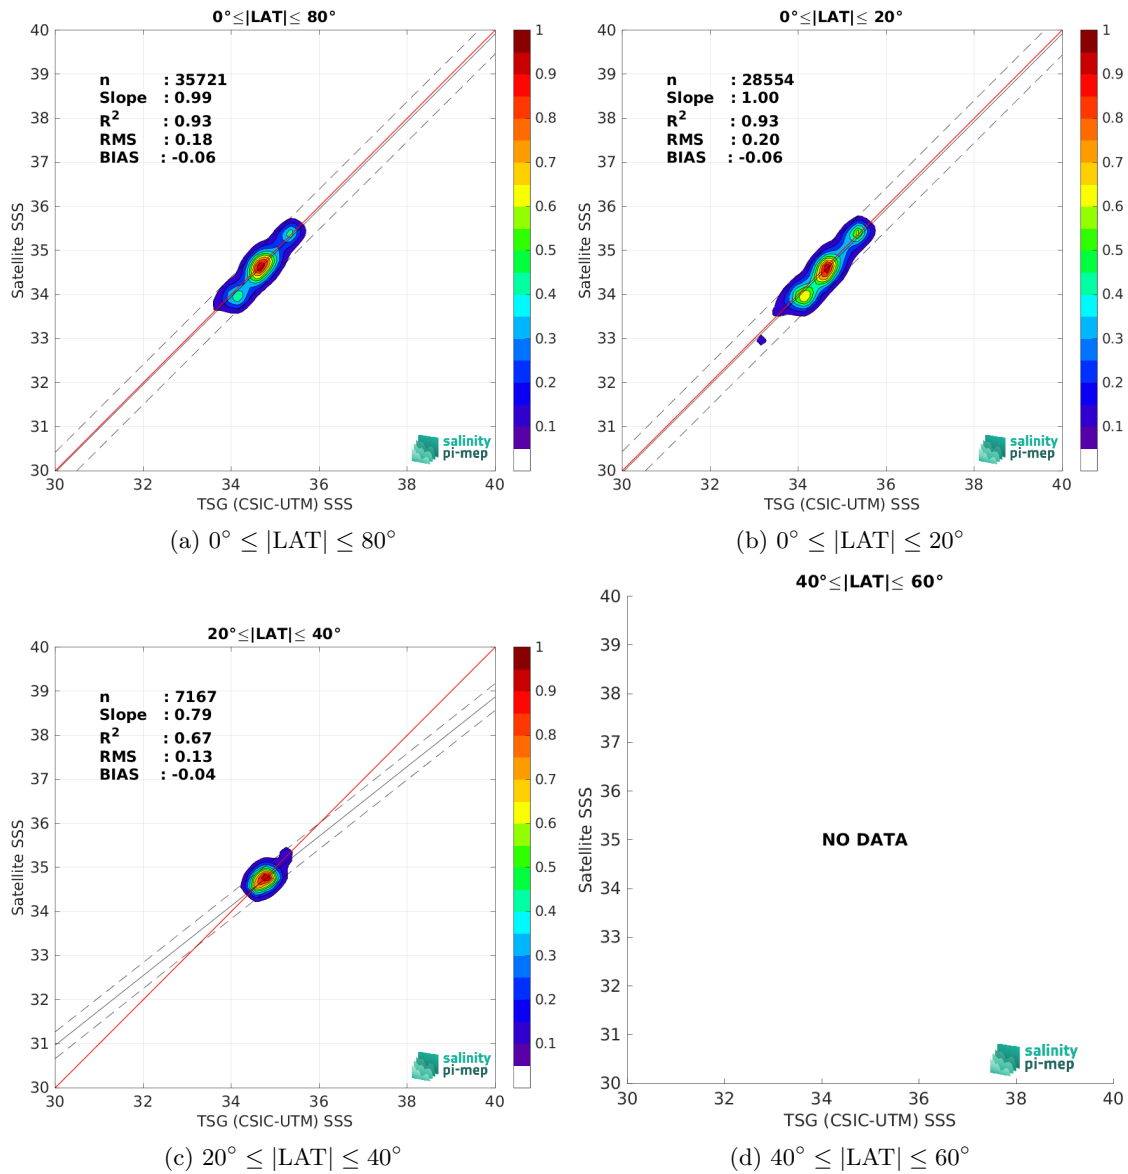 0°≤|LAT|≤ 80°
40
39
38
37
36
35
34
33
32
31
30
n : 35721
Slope : 0.99
R² : 0.93
RMS : 0.18
BIAS : -0.06
Satellite SSS
30 32 34 36 38 40
TSG (CSIC-UTM) SSS
1
0.9
0.8
0.7
0.6
0.5
0.4
0.3
0.2
0.1
salinity
pi-mep
(a) 0° ≤ |LAT| ≤ 80°
0°≤|LAT|≤ 20°
40
39
38
37
36
35
34
33
32
31
30
n : 28554
Slope : 1.00
R² : 0.93
RMS : 0.20
BIAS : -0.06
Satellite SSS
30 32 34 36 38 40
TSG (CSIC-UTM) SSS
1
0.9
0.8
0.7
0.6
0.5
0.4
0.3
0.2
0.1
salinity
pi-mep
(b) 0° ≤ |LAT| ≤ 20°
20°≤|LAT|≤ 40°
40
39
38
37
36
35
34
33
32
31
30
n : 7167
Slope : 0.79
R² : 0.67
RMS : 0.13
BIAS : -0.04
Satellite SSS
30 32 34 36 38 40
TSG (CSIC-UTM) SSS
1
0.9
0.8
0.7
0.6
0.5
0.4
0.3
0.2
0.1
salinity
pi-mep
(c) 20° ≤ |LAT| ≤ 40°
40°≤|LAT|≤ 60°
40
39
38
37
36
35
34
33
32
31
30
NO DATA
Satellite SSS
30 32 34 36 38 40
TSG (CSIC-UTM) SSS
salinity
pi-mep
(d) 40° ≤ |LAT| ≤ 60°